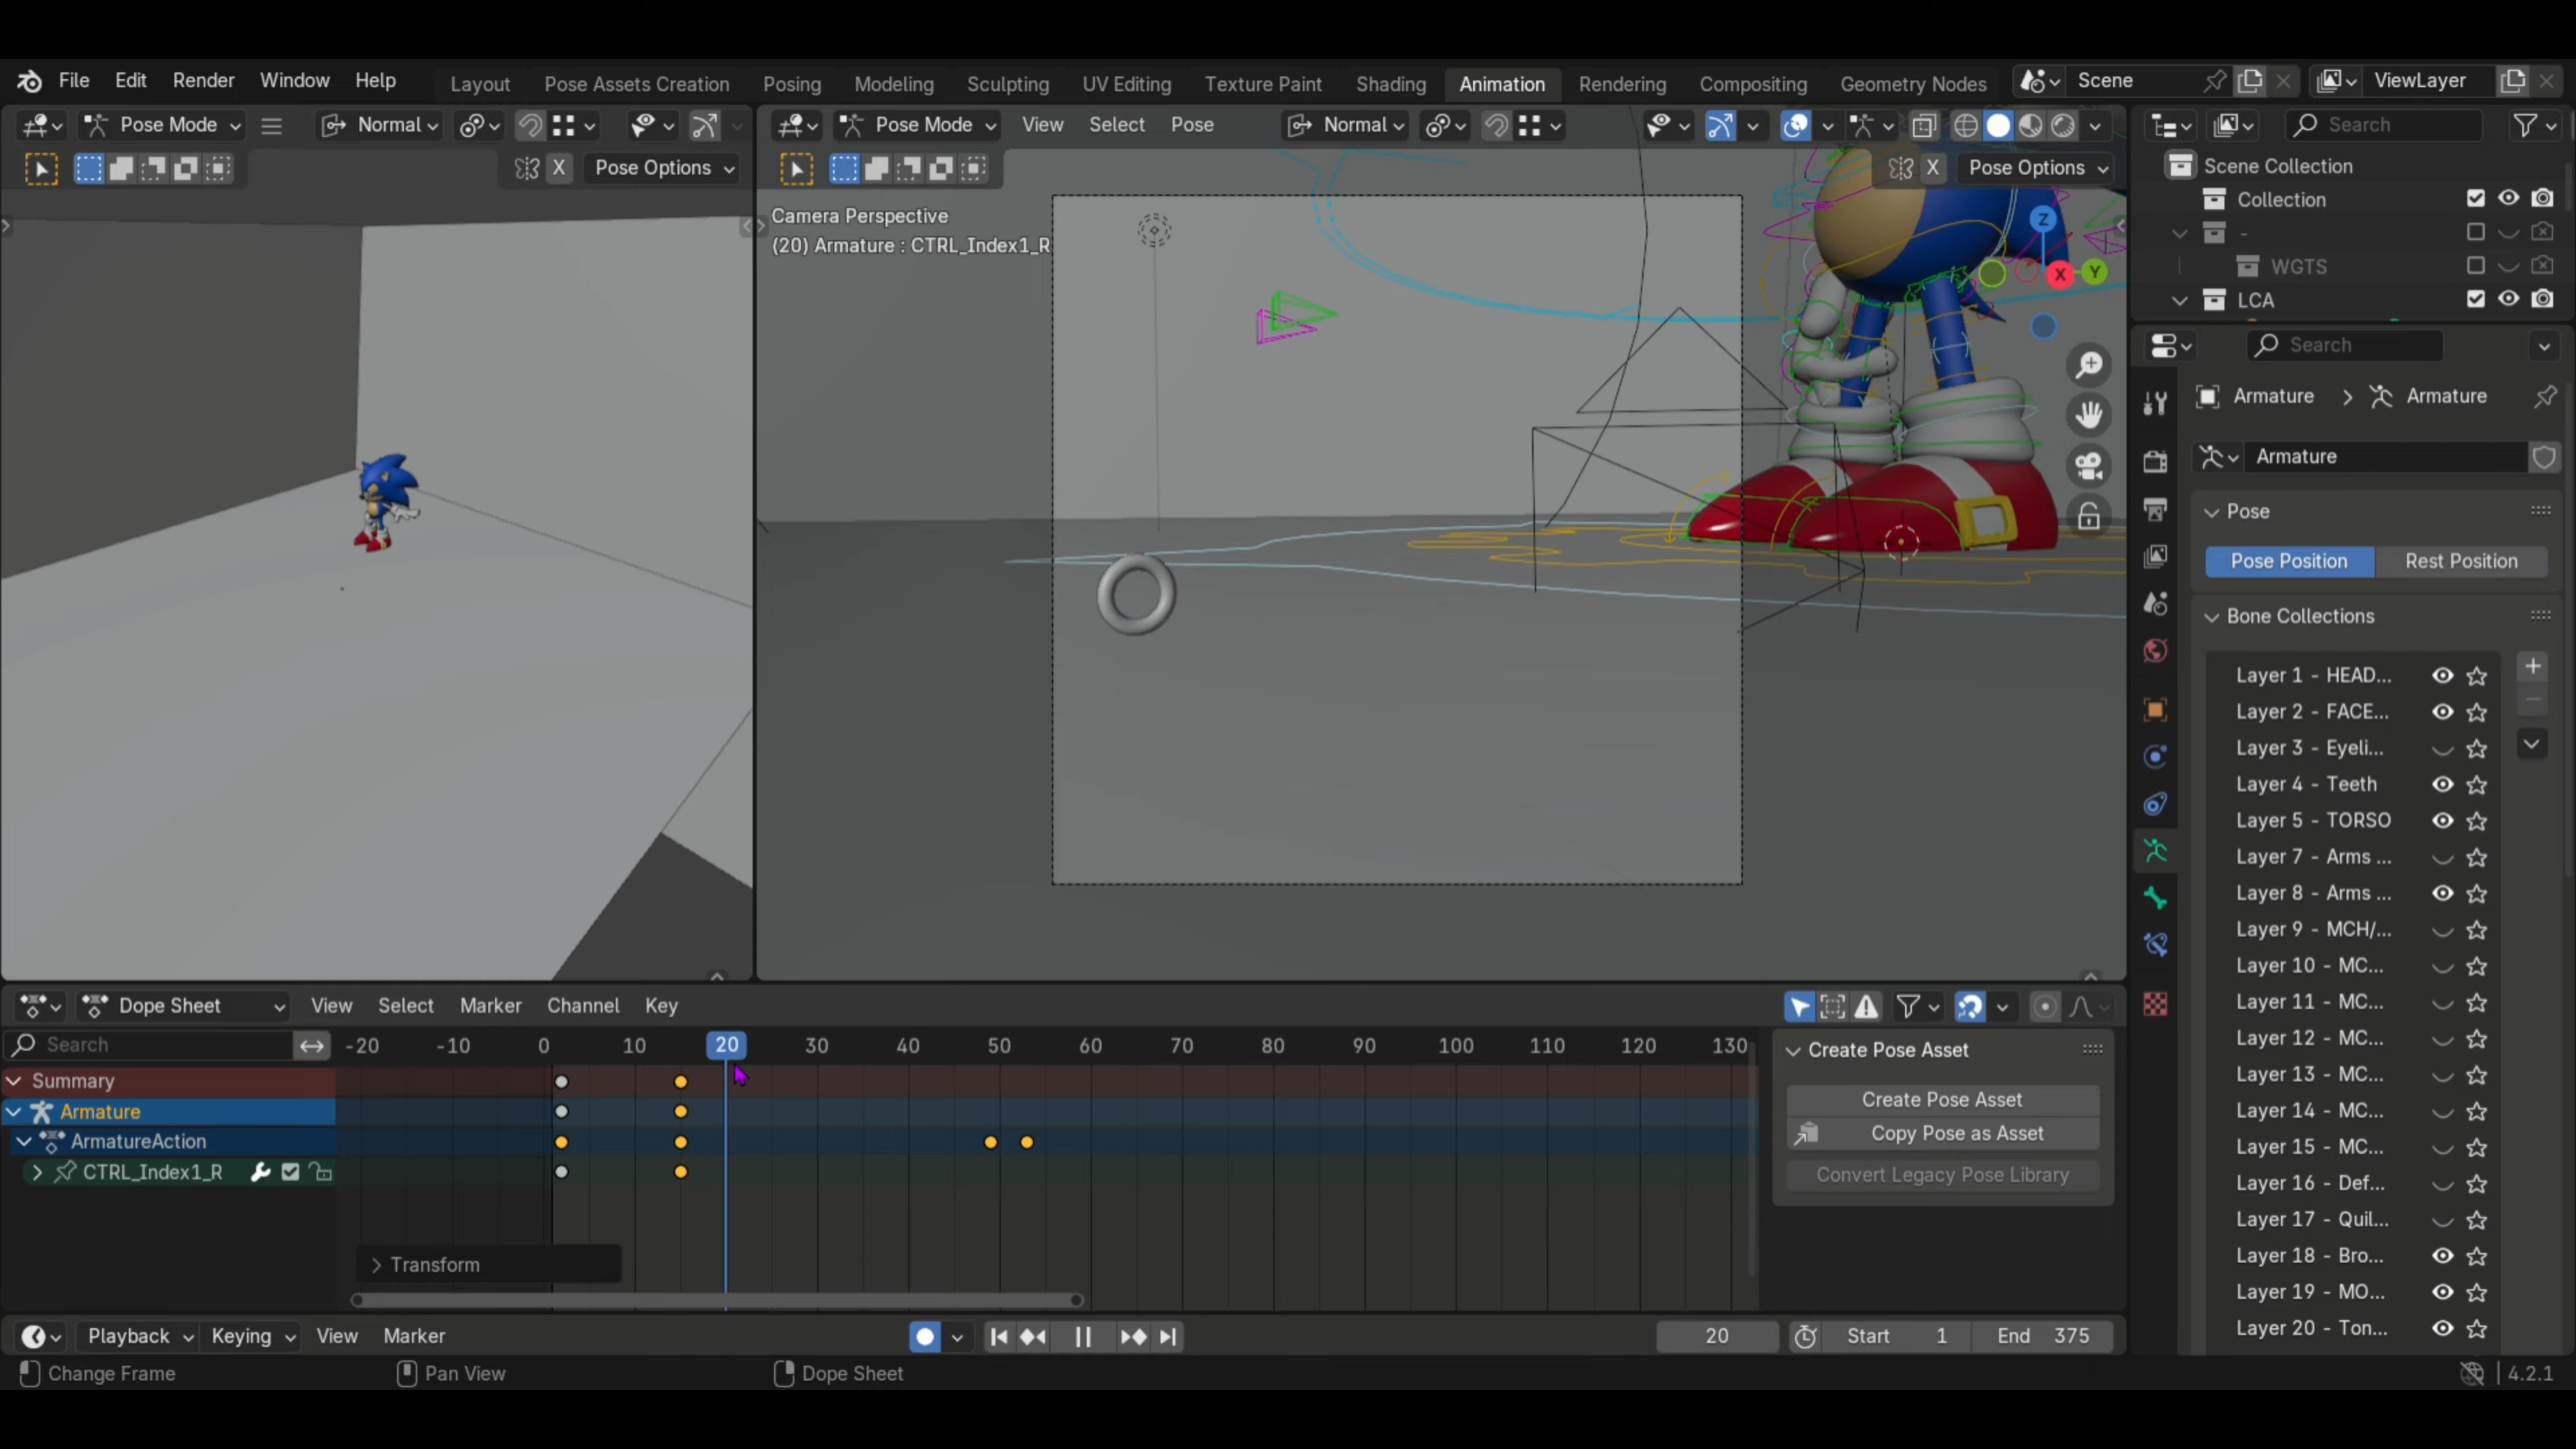 File Edit Render Window Help Layout Pose Assets Creation Posing Modeling Sculpting UV Editing Texture Paint Shading Animation Rendering Compositing Geometry Nodes Scene ViewLayer
Pose Mode Normal Pose Mode View Select Pose Normal Search
X Pose Options X Pose Options
Scene Collection
Collection
-
WGTS
LCA
Camera Perspective
(20) Armature : CTRL_Index1_R
Z
X Y
Search
Armature > Armature
Armature
Pose
Pose Position Rest Position
Bone Collections
Layer 1 - HEAD...
Layer 2 - FACE...
Layer 3 - Eyeli...
Layer 4 - Teeth
Layer 5 - TORSO
Layer 7 - Arms ...
Layer 8 - Arms ...
Layer 9 - MCH/...
Layer 10 - MC...
Layer 11 - MC...
Layer 12 - MC...
Layer 13 - MC...
Layer 14 - MC...
Layer 15 - MC...
Layer 16 - Def...
Layer 17 - Quil...
Layer 18 - Bro...
Layer 19 - MO...
Layer 20 - Ton...
Dope Sheet View Select Marker Channel Key
Search -20 -10 0 10 20 30 40 50 60 70 80 90 100 110 120 130
Summary
Armature
ArmatureAction
CTRL_Index1_R
Transform
Create Pose Asset
Create Pose Asset
Copy Pose as Asset
Convert Legacy Pose Library
Playback Keying View Marker 20 Start 1 End 375
Change Frame Pan View Dope Sheet 4.2.1